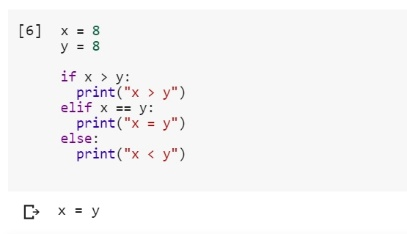 [6] x = 8
y = 8
if x > y:
print("x > y")
elif x == y:
print("x = y")
else:
print("x < y")
x = y